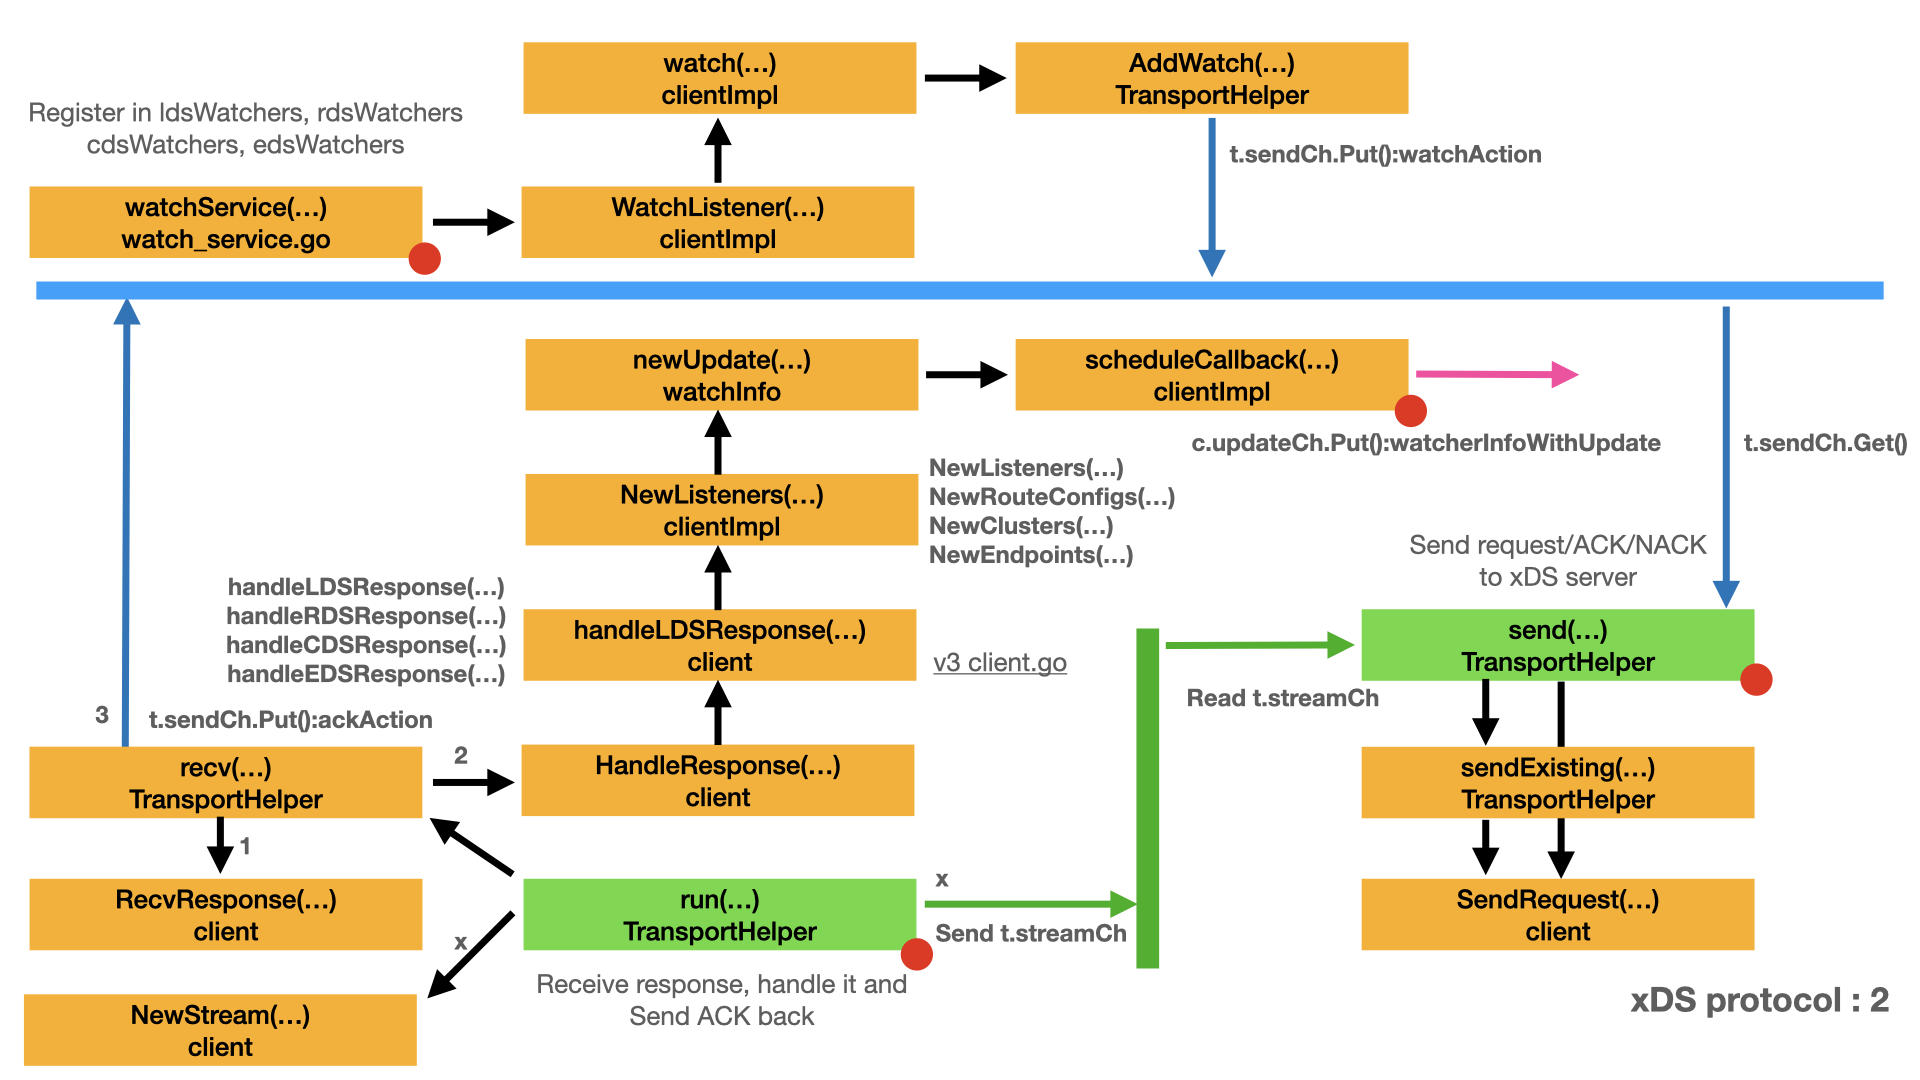 watch(...)
clientImpl
AddWatch(...)
TransportHelper
Register in ldsWatchers, rdsWatchers
cdsWatchers, edsWatchers
t.sendCh.Put():watchAction
watchService(...)
watch_service.go
WatchListener(...)
clientImpl
newUpdate(...)
watchInfo
scheduleCallback(...)
clientImpl
c.updateCh.Put():watcherInfoWithUpdate
t.sendCh.Get()
NewListeners(...)
clientImpl
NewListeners(...)
NewRouteConfigs(...)
NewClusters(...)
NewEndpoints(...)
Send request/ACK/NACK
to xDS server
handleLDSResponse(...)
handleRDSResponse(...)
handleCDSResponse(...)
handleEDSResponse(...)
handleLDSResponse(...)
client
v3 client.go
send(...)
TransportHelper
Read t.streamCh
3
t.sendCh.Put():ackAction
recv(...)
TransportHelper
2
HandleResponse(...)
client
sendExisting(...)
TransportHelper
1
RecvResponse(...)
client
run(...)
TransportHelper
x
Send t.streamCh
SendRequest(...)
client
x
Receive response, handle it and
Send ACK back
NewStream(...)
client
xDS protocol : 2